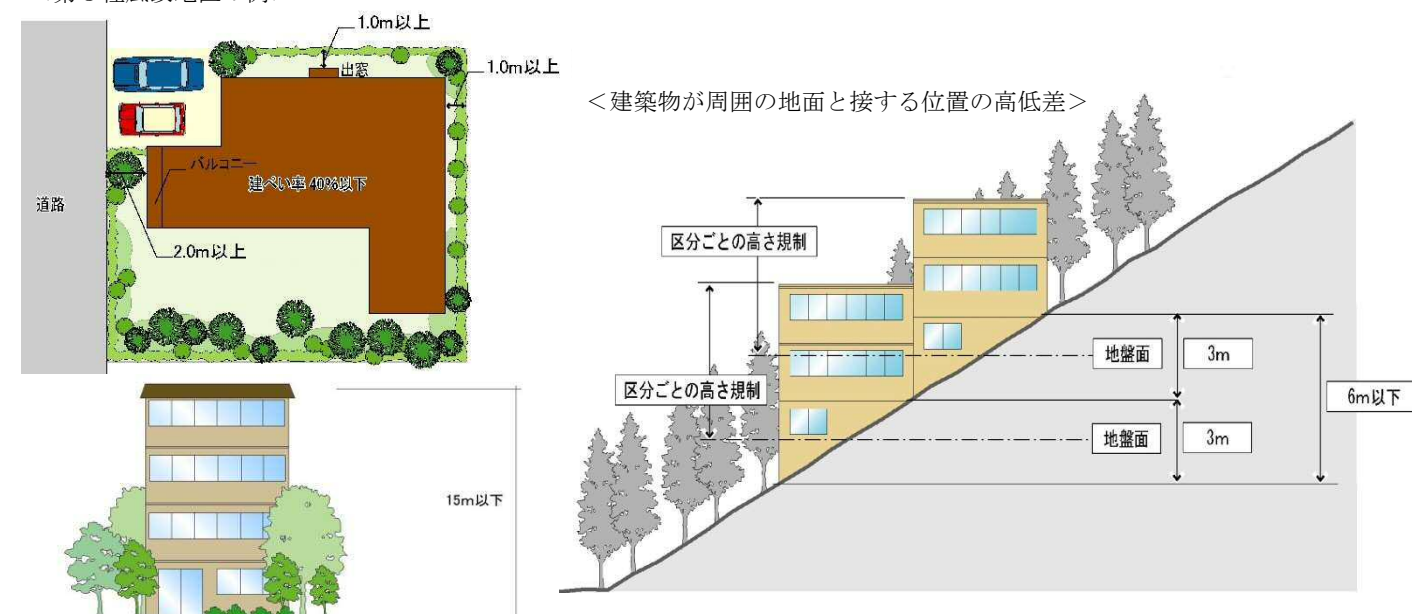 1.0m以上
出窓
1.0m以上
バルコニー
建ぺい率 40%以下
道路
2.0m以上
15m以下
＜建築物が周囲の地面と接する位置の高低差＞
区分ごとの高さ規制
地盤面
3m
区分ごとの高さ規制
6m以下
地盤面
3m